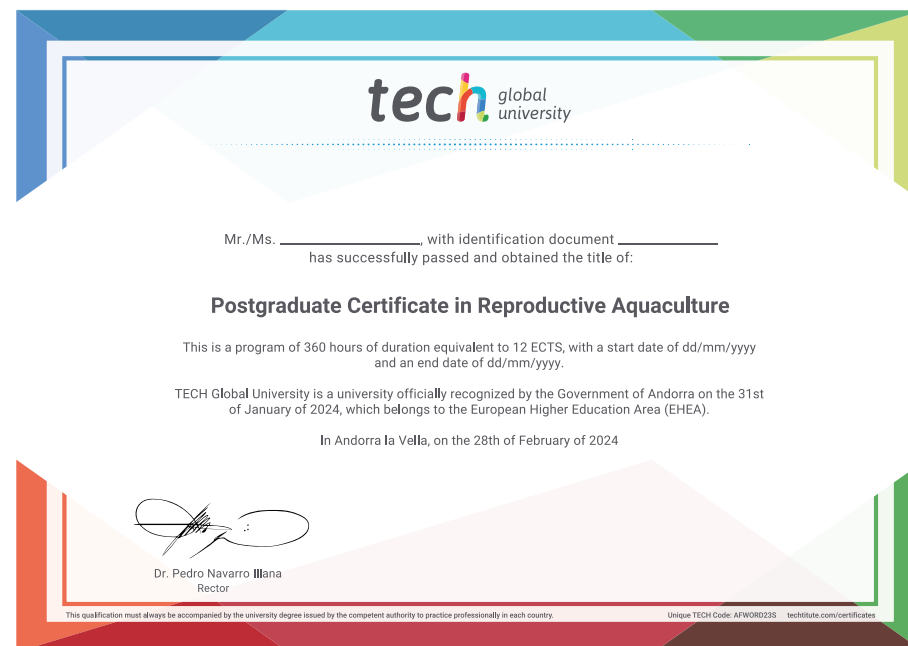 tech global
university
Mr./Ms. ____________, with identification document ____________
has successfully passed and obtained the title of:
Postgraduate Certificate in Reproductive Aquaculture
This is a program of 360 hours of duration equivalent to 12 ECTS, with a start date of dd/mm/yyyy
and an end date of dd/mm/yyyy.
TECH Global University is a university officially recognized by the Government of Andorra on the 31st
of January of 2024, which belongs to the European Higher Education Area (EHEA).
In Andorra la Vella, on the 28th of February of 2024
Dr. Pedro Navarro Illana
Rector
This qualification must always be accompanied by the university degree issued by the competent authority to practice professionally in each country. Unique TECH Code: AFWORD23S techtitute.com/certificates